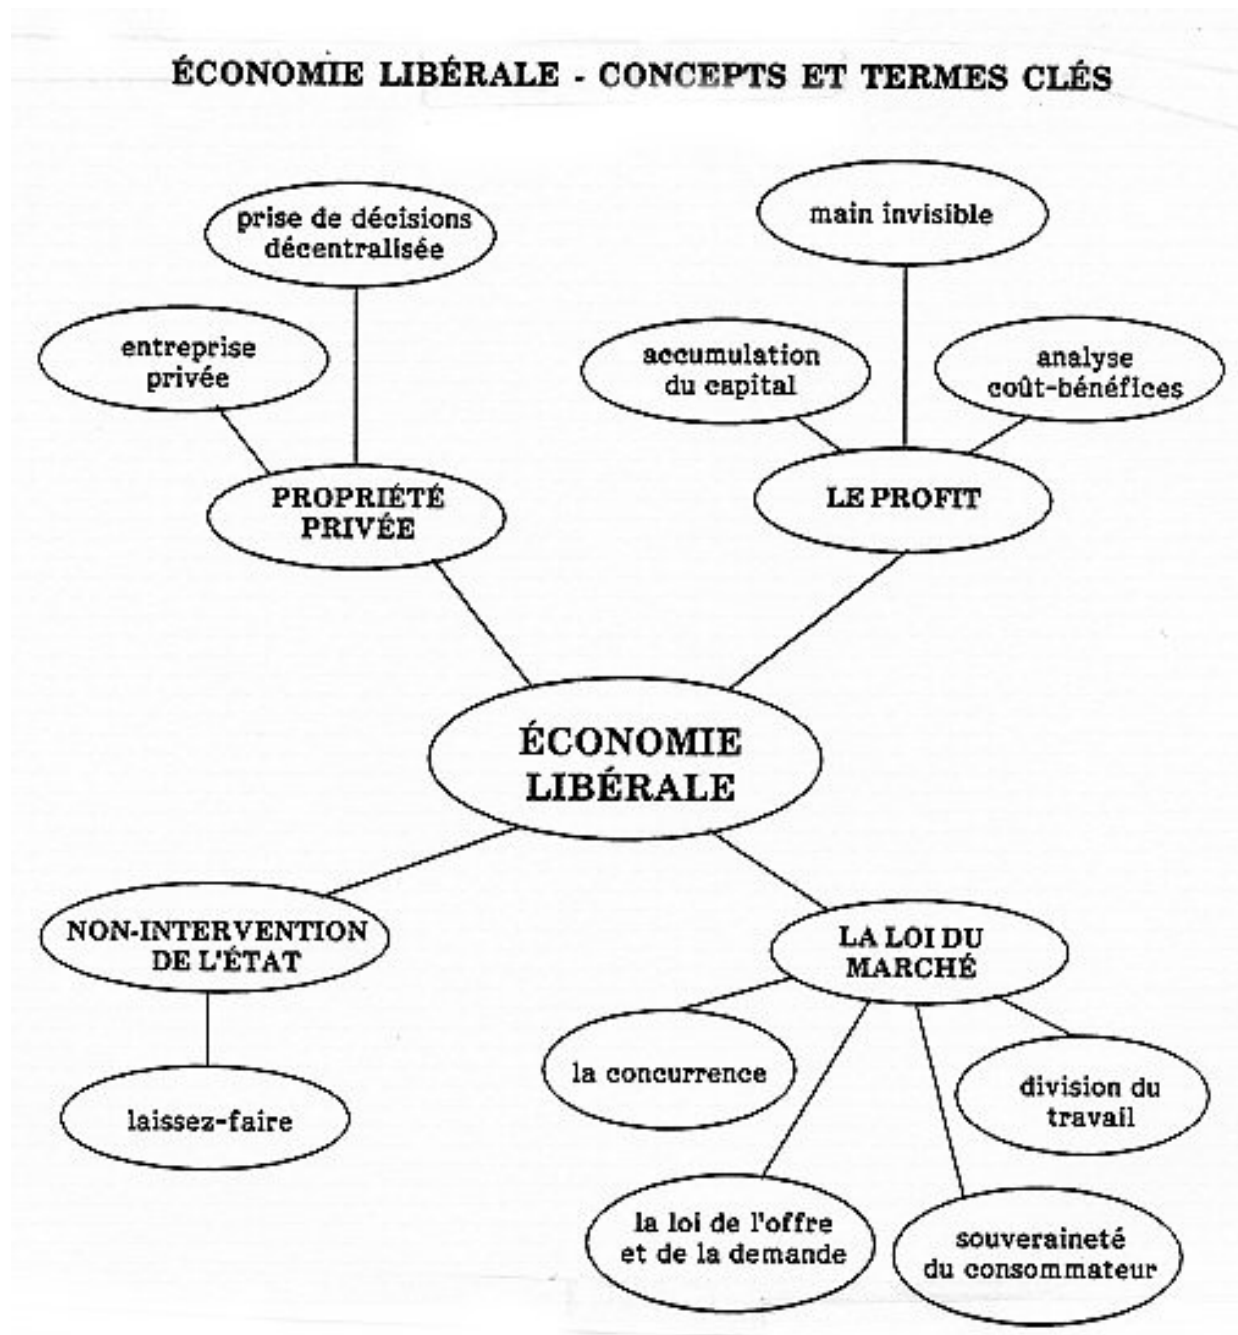 ÉCONOMIE LIBÉRALE - CONCEPTS ET TERMES CLÉS
prise de décisions
décentralisée
main invisible
entreprise
privée
accumulation
du capital
analyse
coût-bénéfices
PROPRIÉTÉ
PRIVÉE
LE PROFIT
ÉCONOMIE
LIBÉRALE
NON-INTERVENTION
DE L'ÉTAT
LA LOI DU
MARCHÉ
laissez-faire
la concurrence
division du
travail
la loi de l'offre
et de la demande
souveraineté
du consommateur